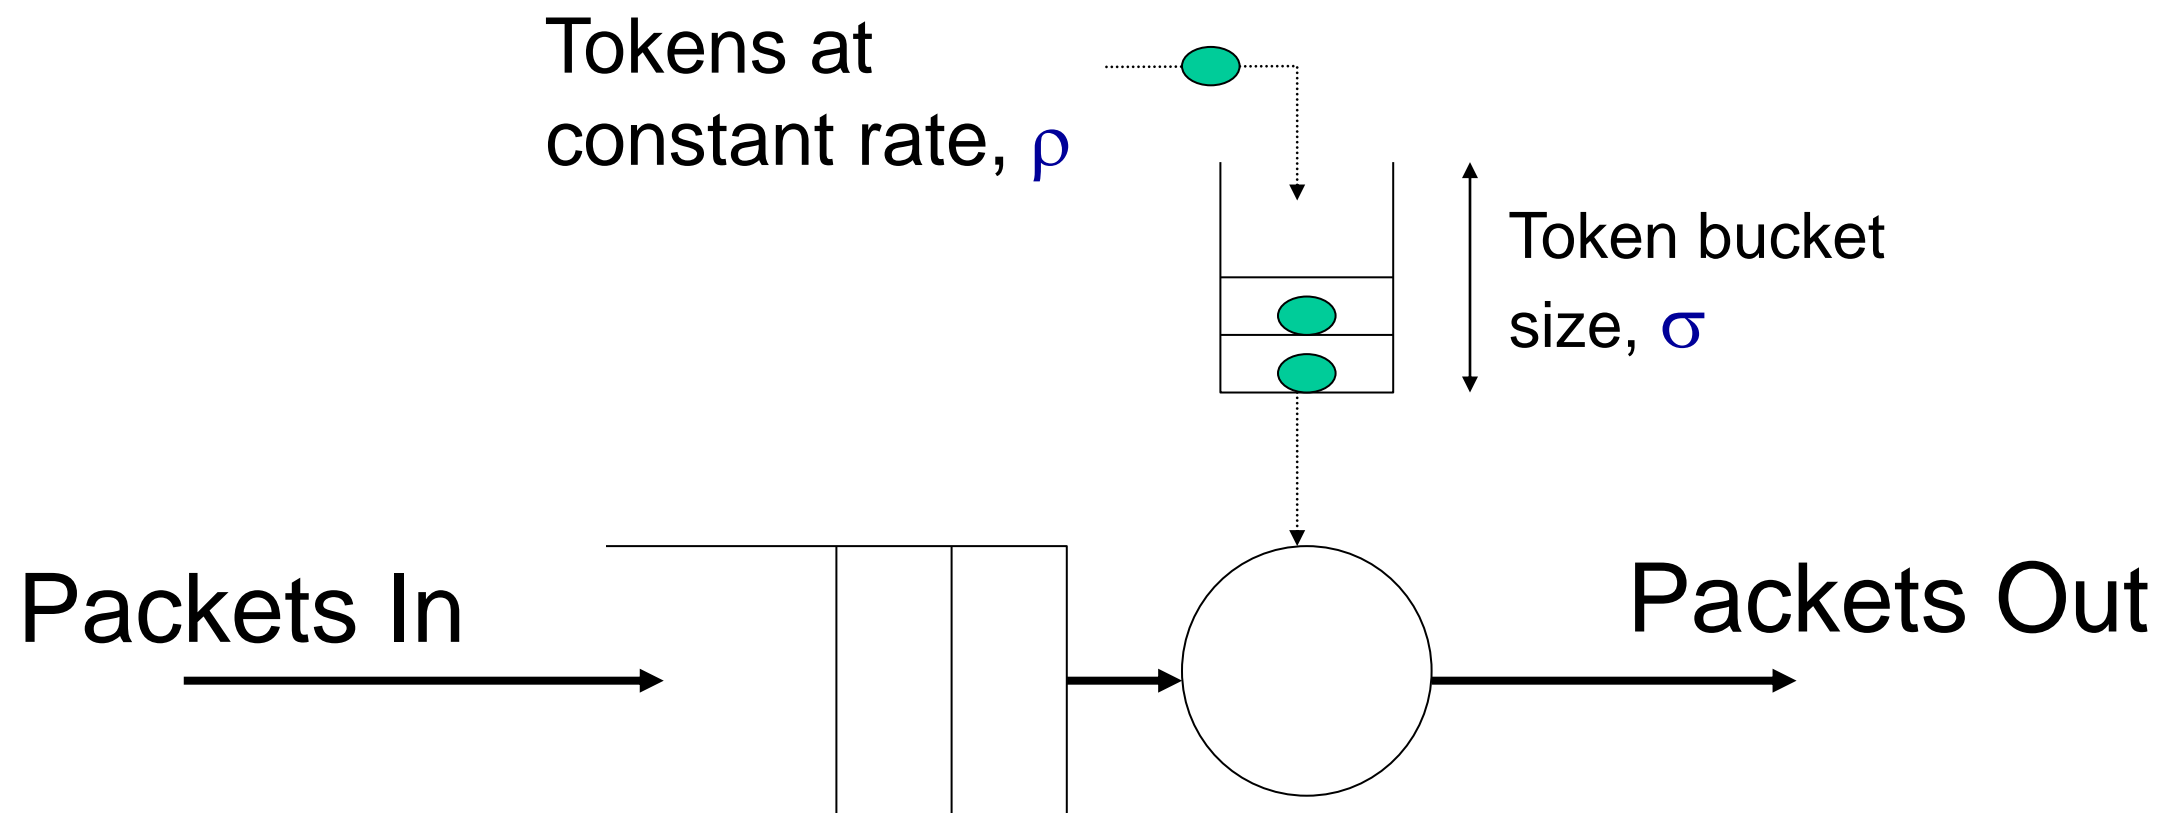 Tokens at
constant rate, ρ
Token bucket
size, σ
Packets In
Packets Out